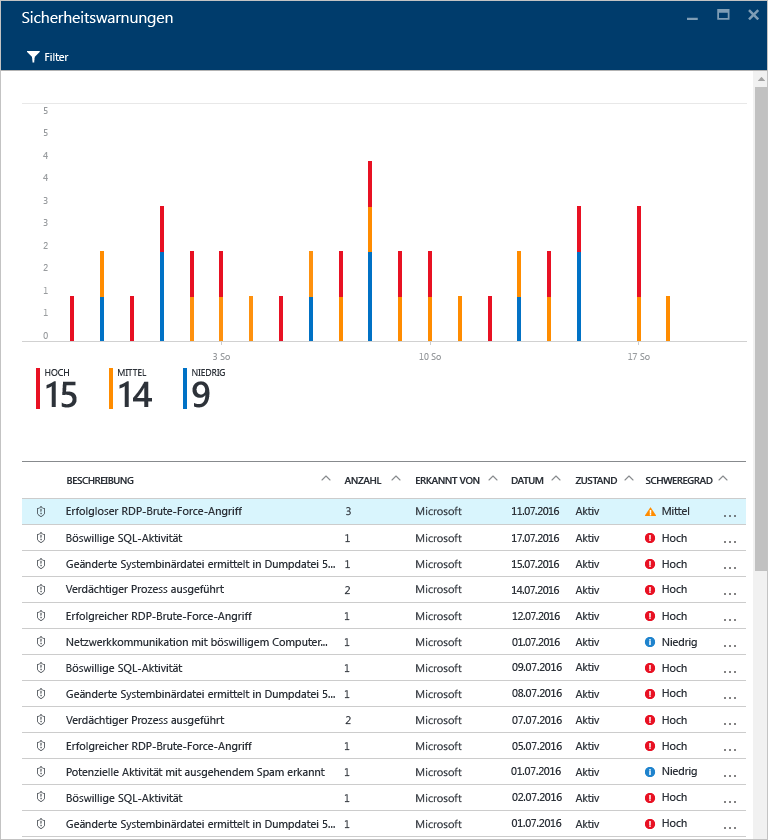 Sicherheitswarnungen
Filter
5
5
4
4
3
3
2
2
1
1
0
3 So 10 So 17 So
HOCH MITTEL NIEDRIG
15 14 9
BESCHREIBUNG ANZAHL ERKANNT VON DATUM ZUSTAND SCHWEREGRAD
Erfolgloser RDP-Brute-Force-Angriff 3 Microsoft 11.07.2016 Aktiv Mittel ...
Böswillige SQL-Aktivität 1 Microsoft 17.07.2016 Aktiv Hoch ...
Geänderte Systembinärdatei ermittelt in Dumpdatei 5... 1 Microsoft 15.07.2016 Aktiv Hoch ...
Verdächtiger Prozess ausgeführt 2 Microsoft 14.07.2016 Aktiv Hoch ...
Erfolgreicher RDP-Brute-Force-Angriff 1 Microsoft 12.07.2016 Aktiv Hoch ...
Netzwerkkommunikation mit böswilligem Computer... 1 Microsoft 01.07.2016 Aktiv Niedrig ...
Böswillige SQL-Aktivität 1 Microsoft 09.07.2016 Aktiv Hoch ...
Geänderte Systembinärdatei ermittelt in Dumpdatei 5... 1 Microsoft 08.07.2016 Aktiv Hoch ...
Verdächtiger Prozess ausgeführt 2 Microsoft 07.07.2016 Aktiv Hoch ...
Erfolgreicher RDP-Brute-Force-Angriff 1 Microsoft 05.07.2016 Aktiv Hoch ...
Potenzielle Aktivität mit ausgehendem Spam erkannt 1 Microsoft 01.07.2016 Aktiv Niedrig ...
Böswillige SQL-Aktivität 1 Microsoft 02.07.2016 Aktiv Hoch ...
Geänderte Systembinärdatei ermittelt in Dumpdatei 5... 1 Microsoft 01.07.2016 Aktiv Hoch ...